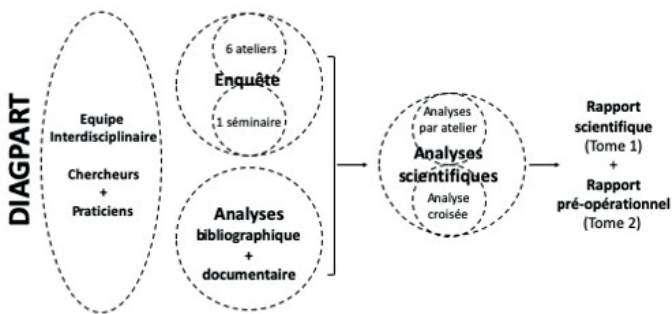 DIAGPART
Equipe
Interdisciplinaire
Chercheurs
+
Praticiens
6 ateliers
Enquête
1 séminaire
Analyses
bibliographique
+
documentaire
Analyses
par atelier
Analyses
scientifiques
Analyse
croisée
Rapport
scientifique
(Tome 1)
+
Rapport
pré-opérationnel
(Tome 2)